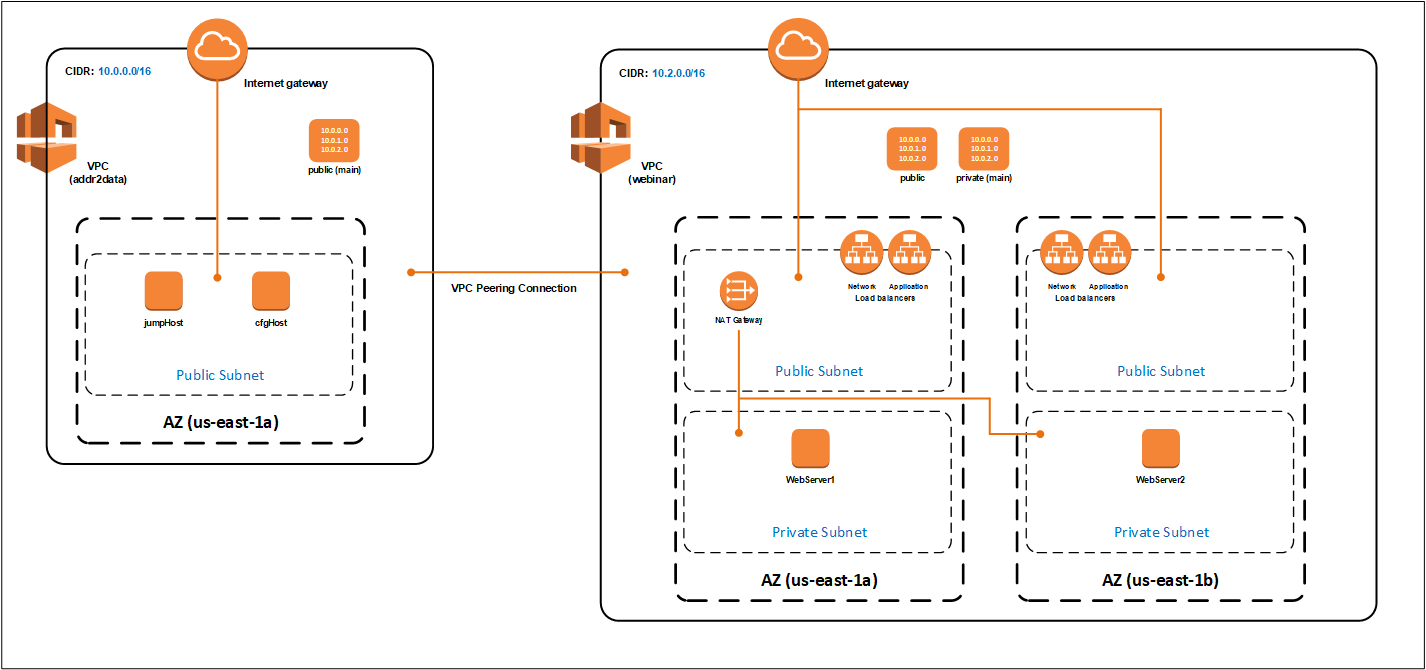 CIDR: 10.0.0.0/16
Internet gateway
10.0.0.0
10.0.1.0
10.0.2.0
public (main)
VPC
(addr2data)
jumpHost
cfgHost
Public Subnet
AZ (us-east-1a)
VPC Peering Connection
CIDR: 10.2.0.0/16
Internet gateway
10.0.0.0
10.0.1.0
10.0.2.0
public
10.0.0.0
10.0.1.0
10.0.2.0
private (main)
VPC
(webinar)
Network
Application
Load balancers
NAT Gateway
Public Subnet
WebServer1
Private Subnet
AZ (us-east-1a)
Network
Application
Load balancers
Public Subnet
WebServer2
Private Subnet
AZ (us-east-1b)